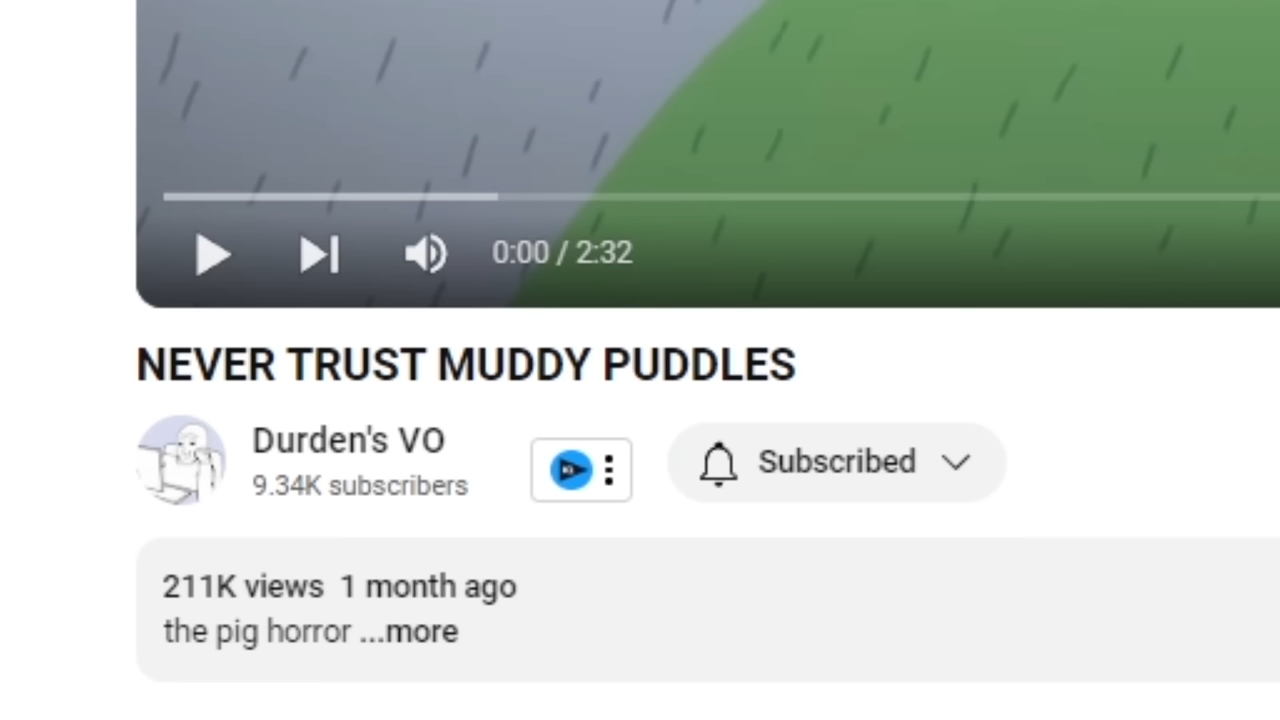 0:00 / 2:32
NEVER TRUST MUDDY PUDDLES
Durden's VO
9.34K subscribers
Subscribed
211K views 1 month ago
the pig horror ...more